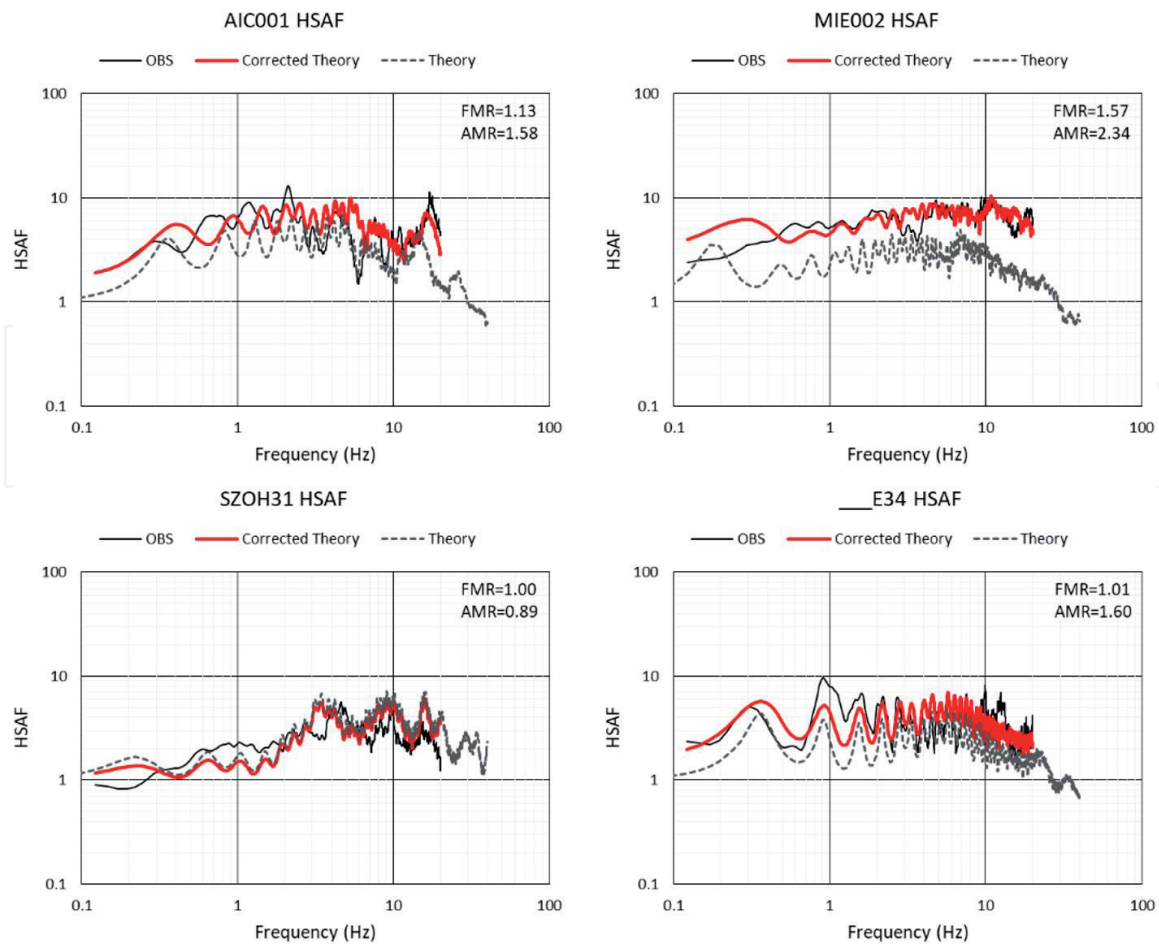 AIC001 HSAF
OBS Corrected Theory Theory
FMR=1.13
AMR=1.58
HSAF
100
10
1
0.1
0.1 1 10 100
Frequency (Hz)
MIE002 HSAF
OBS Corrected Theory Theory
FMR=1.57
AMR=2.34
HSAF
100
10
1
0.1
0.1 1 10 100
Frequency (Hz)
SZOH31 HSAF
OBS Corrected Theory Theory
FMR=1.00
AMR=0.89
HSAF
100
10
1
0.1
0.1 1 10 100
Frequency (Hz)
___E34 HSAF
OBS Corrected Theory Theory
FMR=1.01
AMR=1.60
HSAF
100
10
1
0.1
0.1 1 10 100
Frequency (Hz)